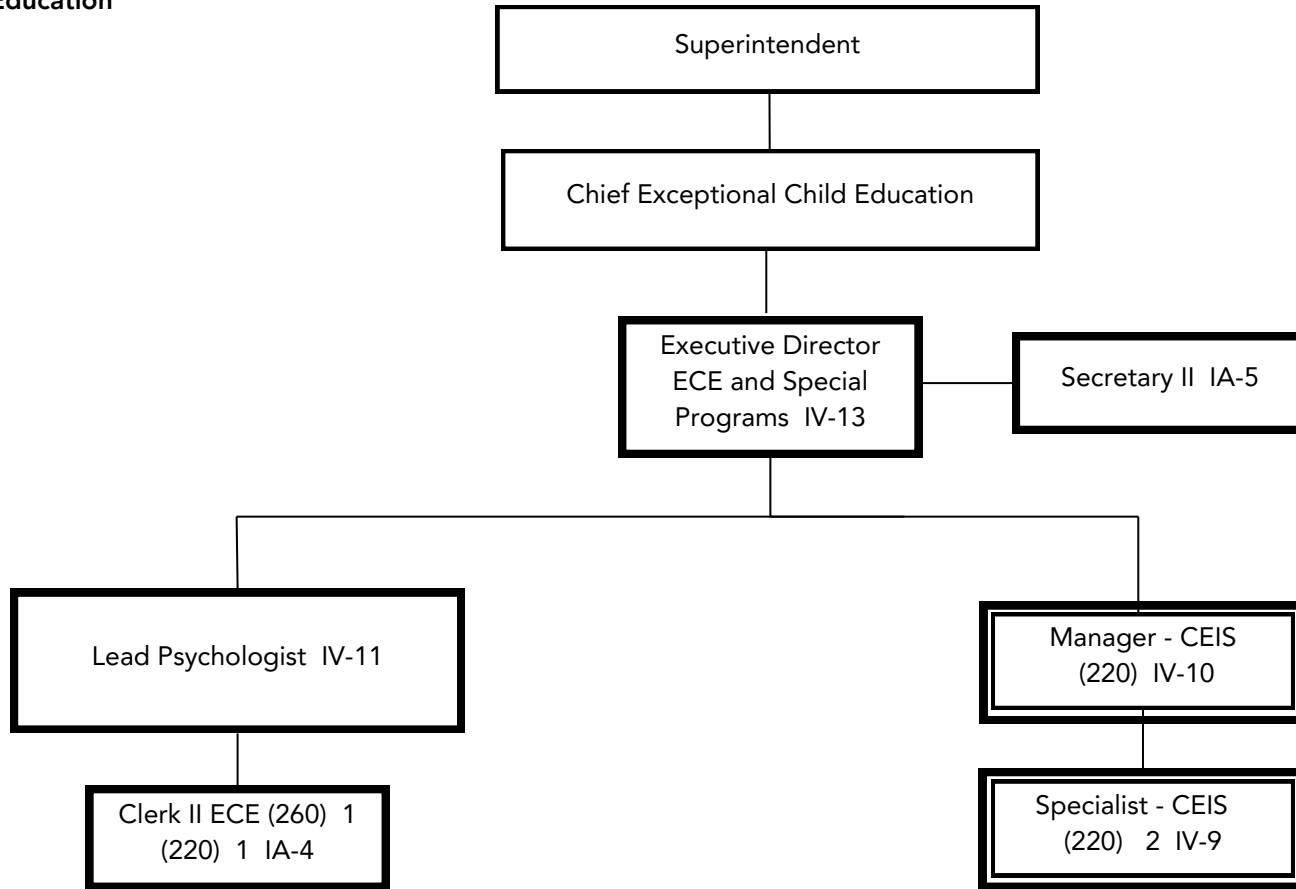 Education
Superintendent
Chief Exceptional Child Education
Executive Director
ECE and Special
Programs IV-13
Secretary II IA-5
Lead Psychologist IV-11
Manager - CEIS
(220) IV-10
Clerk II ECE (260) 1
(220) 1 IA-4
Specialist - CEIS
(220) 2 IV-9